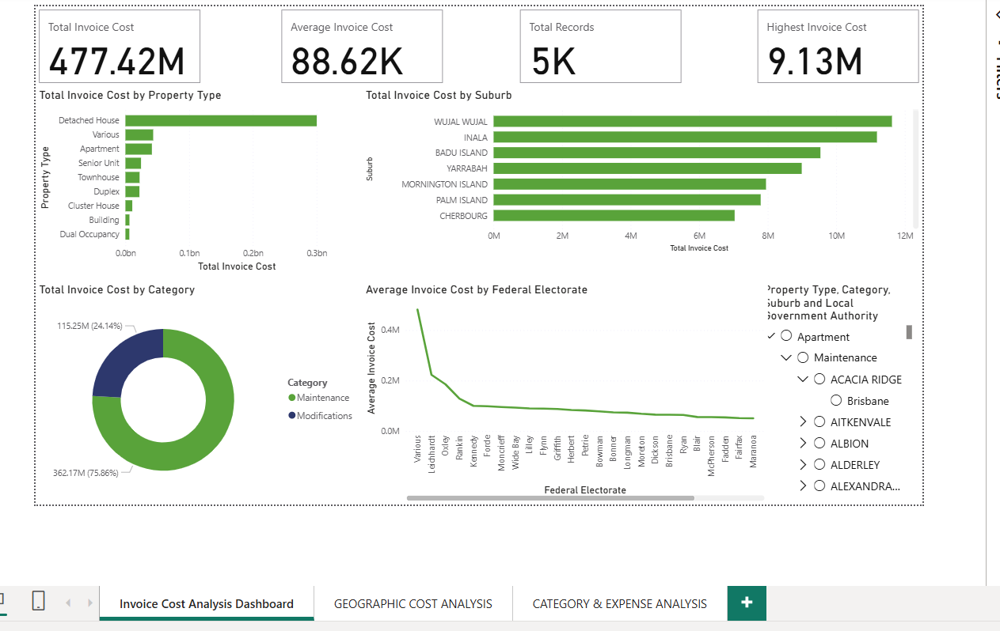 Total Invoice Cost
477.42M
Average Invoice Cost
88.62K
Total Records
5K
Highest Invoice Cost
9.13M
Total Invoice Cost by Property Type
Property Type
Detached House
Various
Apartment
Senior Unit
Townhouse
Duplex
Cluster House
Building
Dual Occupancy
0.0bn 0.1bn 0.2bn 0.3bn
Total Invoice Cost
Total Invoice Cost by Suburb
Suburb
WUJAL WUJAL
INALA
BADU ISLAND
YARRABAH
MORNINGTON ISLAND
PALM ISLAND
CHERBOURG
0M 2M 4M 6M 8M 10M 12M
Total Invoice Cost
Total Invoice Cost by Category
115.25M (24.14%)
362.17M (75.86%)
Category
Maintenance
Modifications
Average Invoice Cost by Federal Electorate
Average Invoice Cost
0.4M
0.2M
0.0M
Various
Leichhardt
Oxley
Rankin
Kennedy
Forde
Moncrieff
Wide Bay
Lilley
Flynn
Griffith
Herbert
Petrie
Bowman
Bonner
Longman
Moreton
Dickson
Brisbane
Ryan
Blair
McPherson
Fadden
Fairfax
Maranoa
Federal Electorate
Property Type, Category,
Suburb and Local
Government Authority
Apartment
Maintenance
ACACIA RIDGE
Brisbane
AITKENVALE
ALBION
ALDERLEY
ALEXANDRA...
Filters
Invoice Cost Analysis Dashboard
GEOGRAPHIC COST ANALYSIS
CATEGORY & EXPENSE ANALYSIS
+